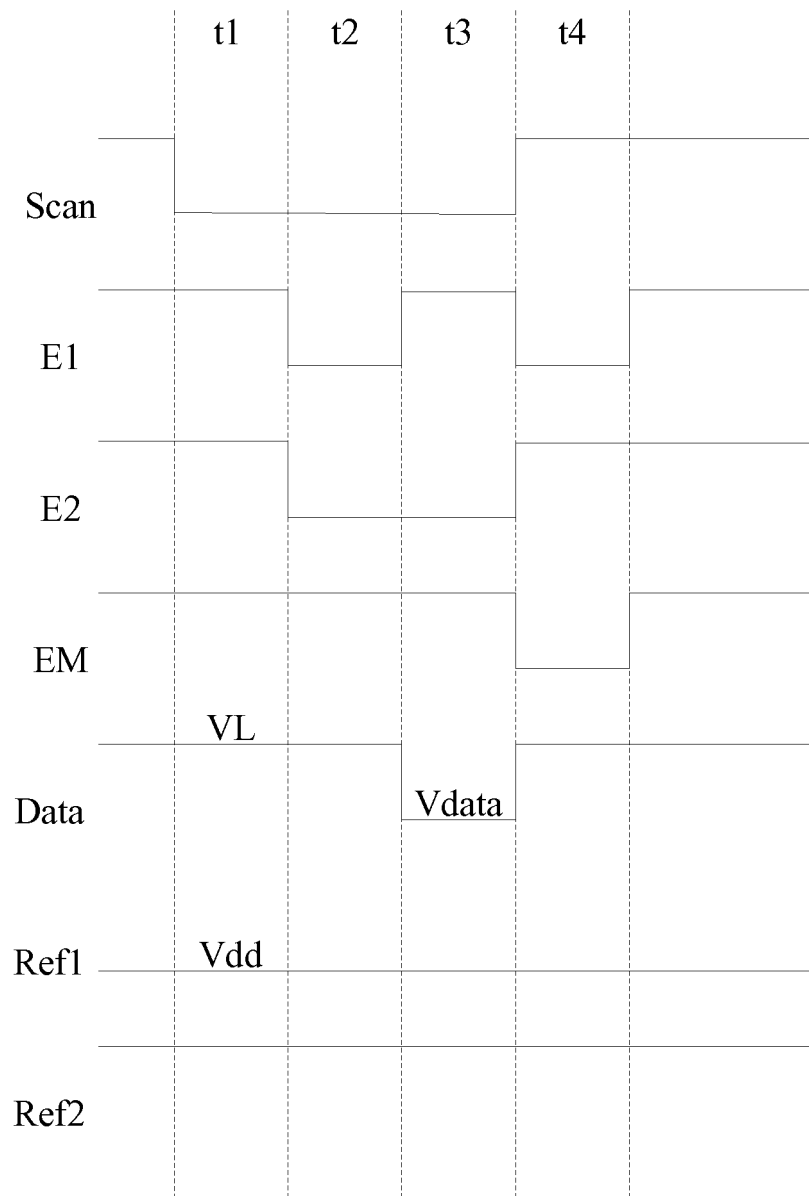 t1 t2 t3 t4
Scan
E1
E2
EM
VL
Data
Vdata
Vdd
Ref1
Ref2